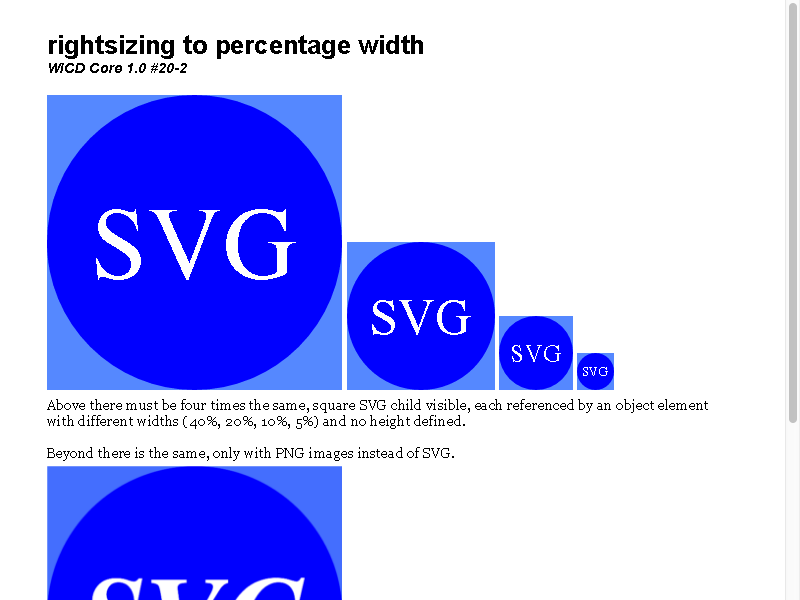 rightsizing to percentage width
WICD Core 1.0 #20-2
SVG
SVG
SVG
SVG
Above there must be four times the same, square SVG child visible, each referenced by an object element
with different widths (40%, 20%, 10%, 5%) and no height defined.
Beyond there is the same, only with PNG images instead of SVG.
SVG